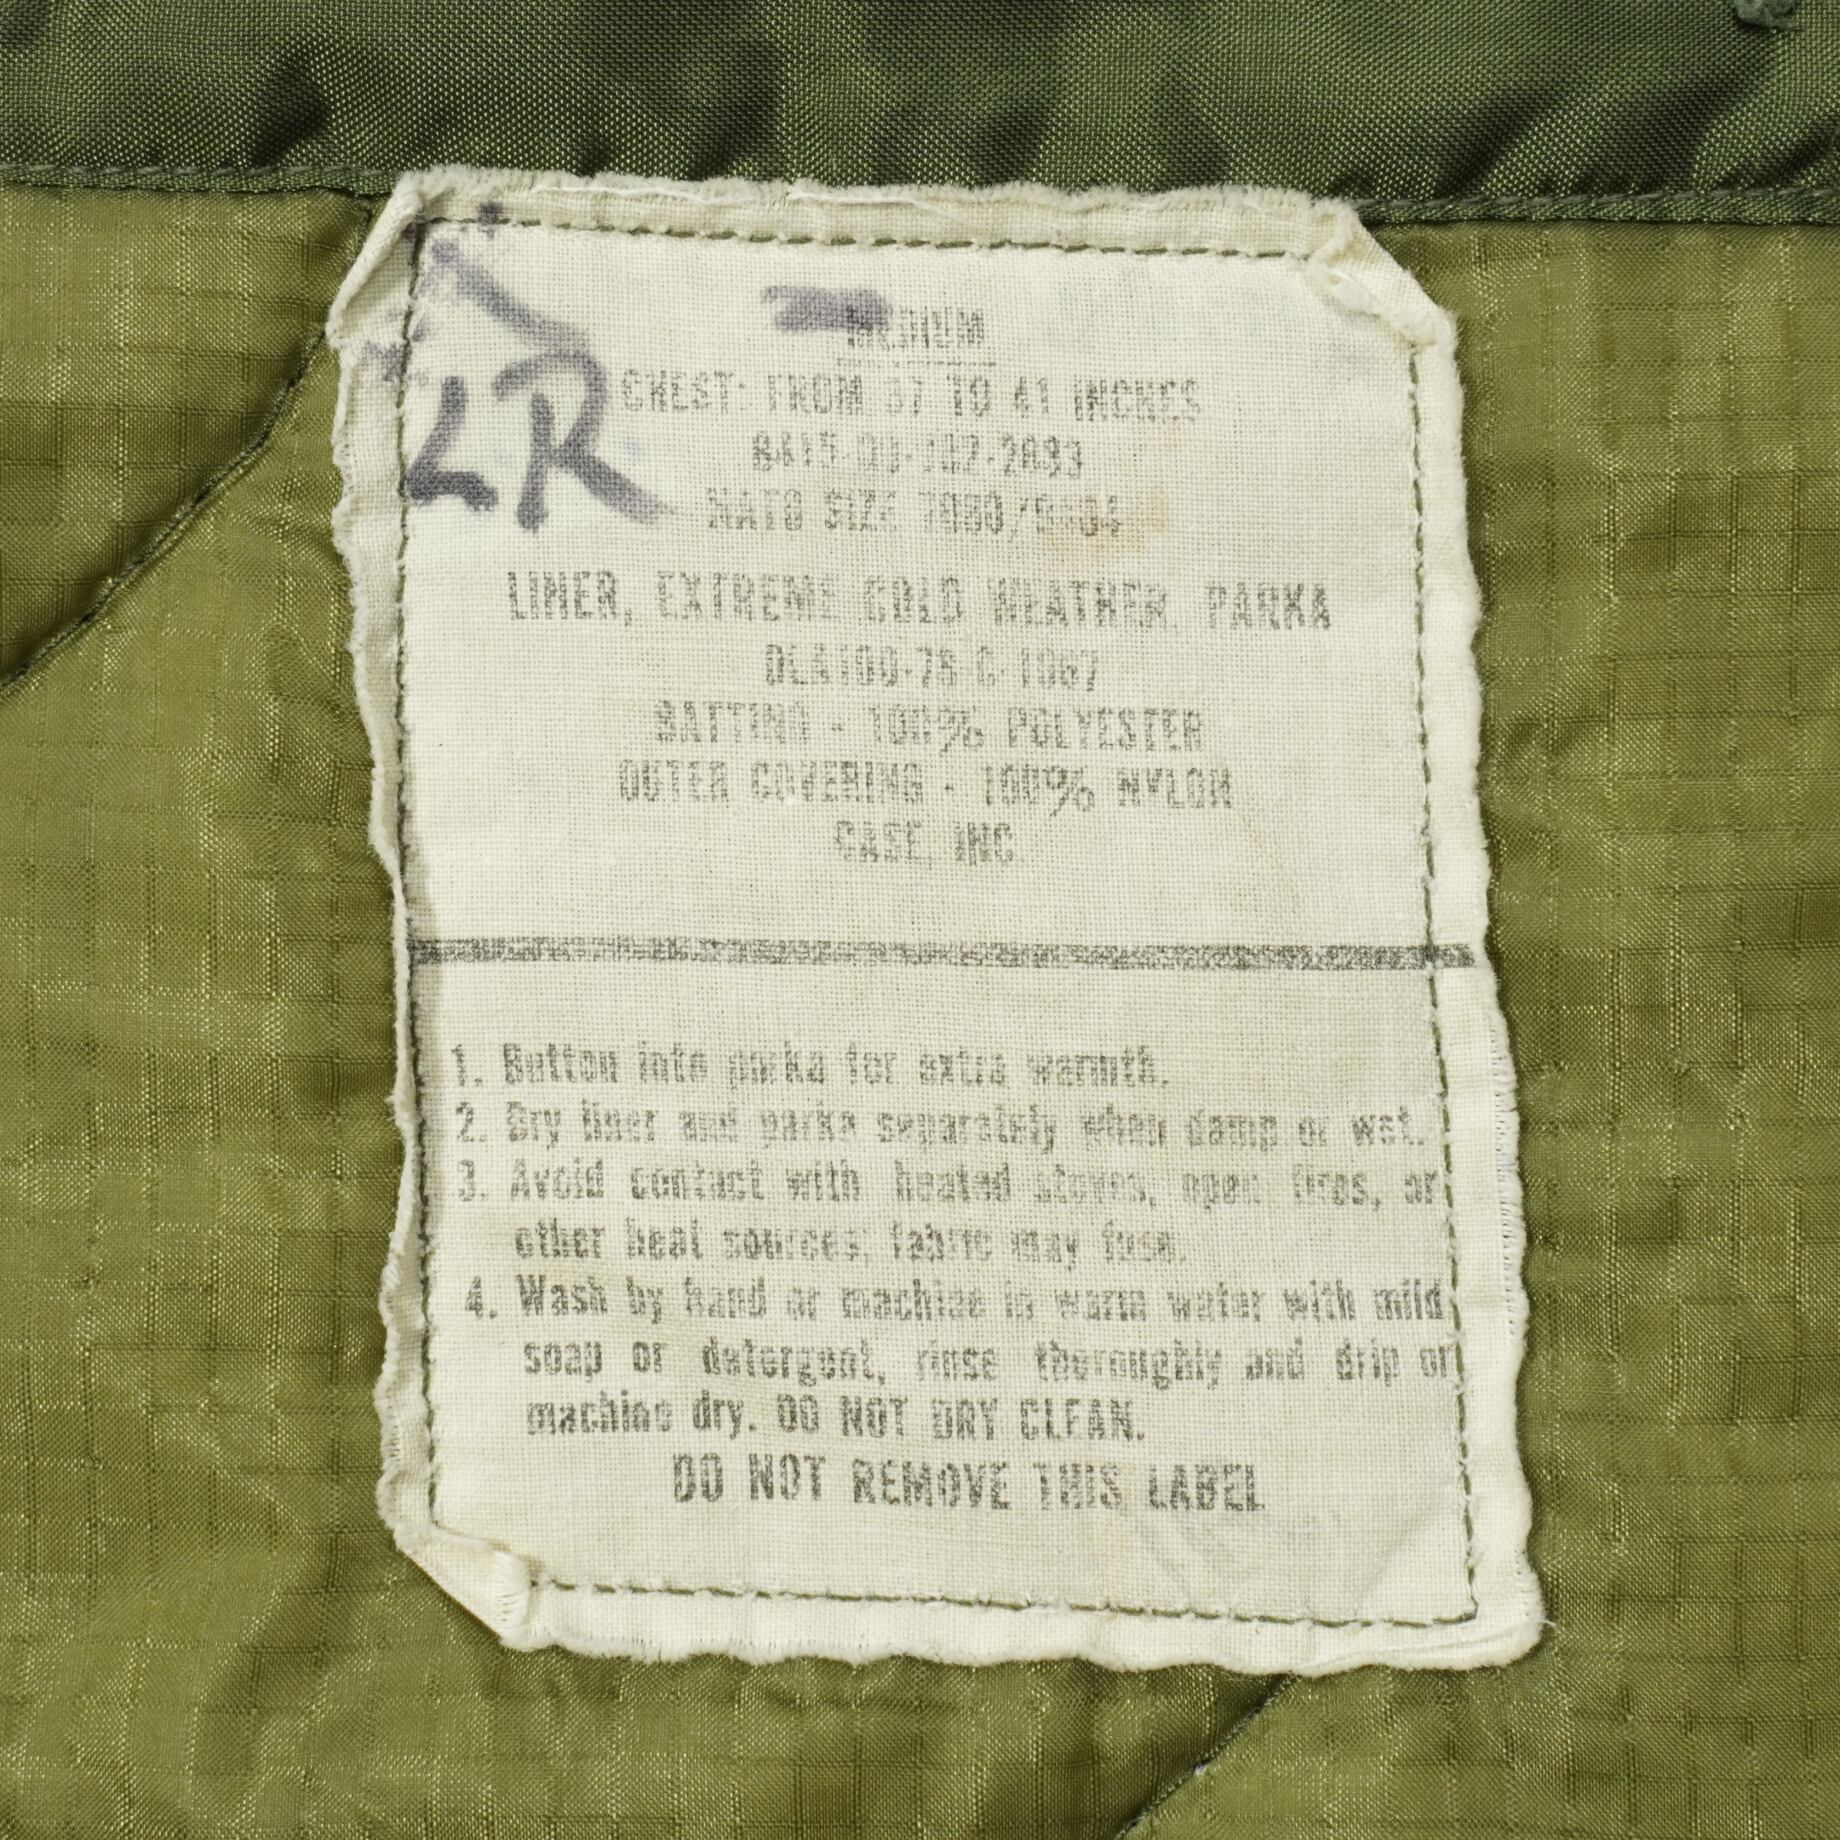 MEDIUM
LR
CHEST: FROM 37 TO 41 INCHES
NATO SIZE
LINER, EXTREME COLD WEATHER, PARKA
BATTING - 100% POLYESTER
OUTER COVERING - 100% NYLON
CASE, INC.
1. Button into parka for extra warmth.
2. Dry liner and parka separately when damp or wet.
3. Avoid contact with heated stoves, open fires, or
other heat sources; fabric may fuse.
4. Wash by hand or machine in warm water with mild
soap or detergent, rinse thoroughly and drip or
machine dry. DO NOT DRY CLEAN.
DO NOT REMOVE THIS LABEL